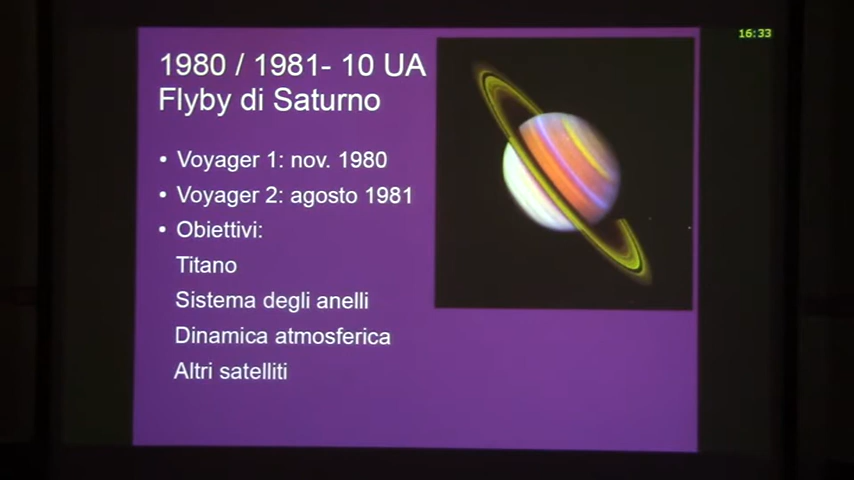 16:33
1980 / 1981- 10 UA
Flyby di Saturno
• Voyager 1: nov. 1980
• Voyager 2: agosto 1981
• Obiettivi:
Titano
Sistema degli anelli
Dinamica atmosferica
Altri satelliti